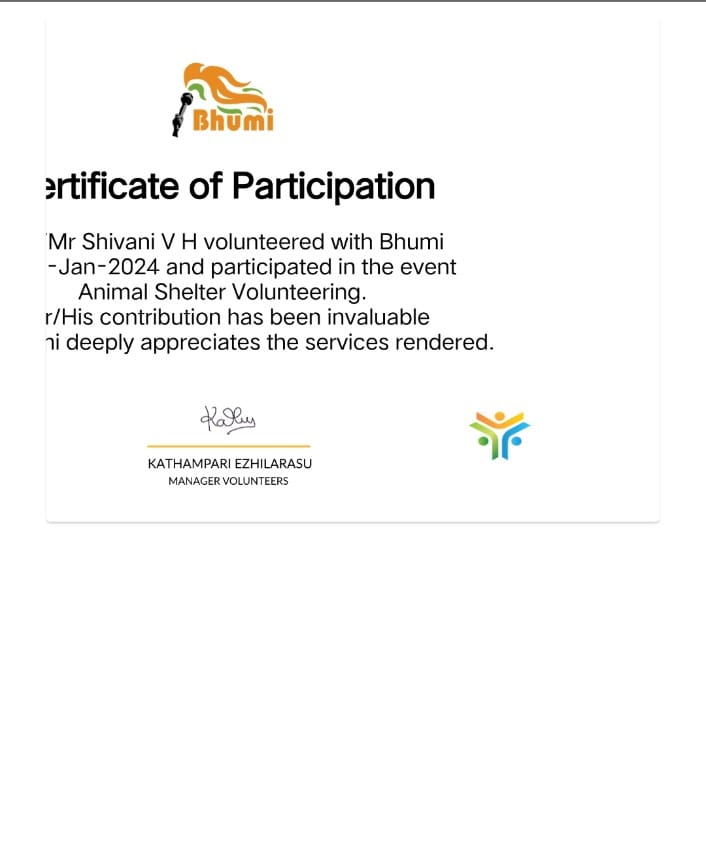 Bhumi
ertificate of Participation
Mr Shivani V H volunteered with Bhumi
-Jan-2024 and participated in the event
Animal Shelter Volunteering.
r/His contribution has been invaluable
ni deeply appreciates the services rendered.
Kathy
KATHAMPARI EZHILARASU
MANAGER VOLUNTEERS